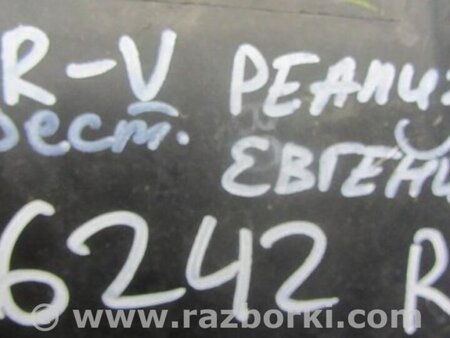 R-V РЕАЛИЗ
рест. ЕВГЕНИ
6242 R
www.razborki.com